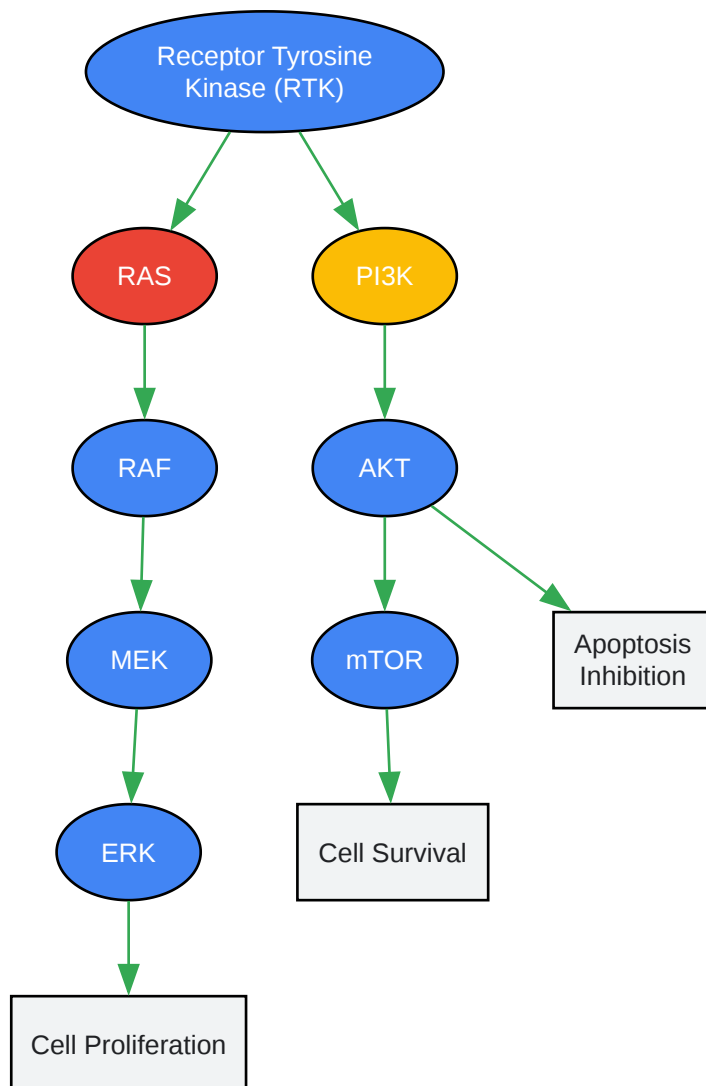 Receptor Tyrosine
Kinase (RTK)
RAS
PI3K
RAF
AKT
MEK
mTOR
Apoptosis
Inhibition
ERK
Cell Survival
Cell Proliferation